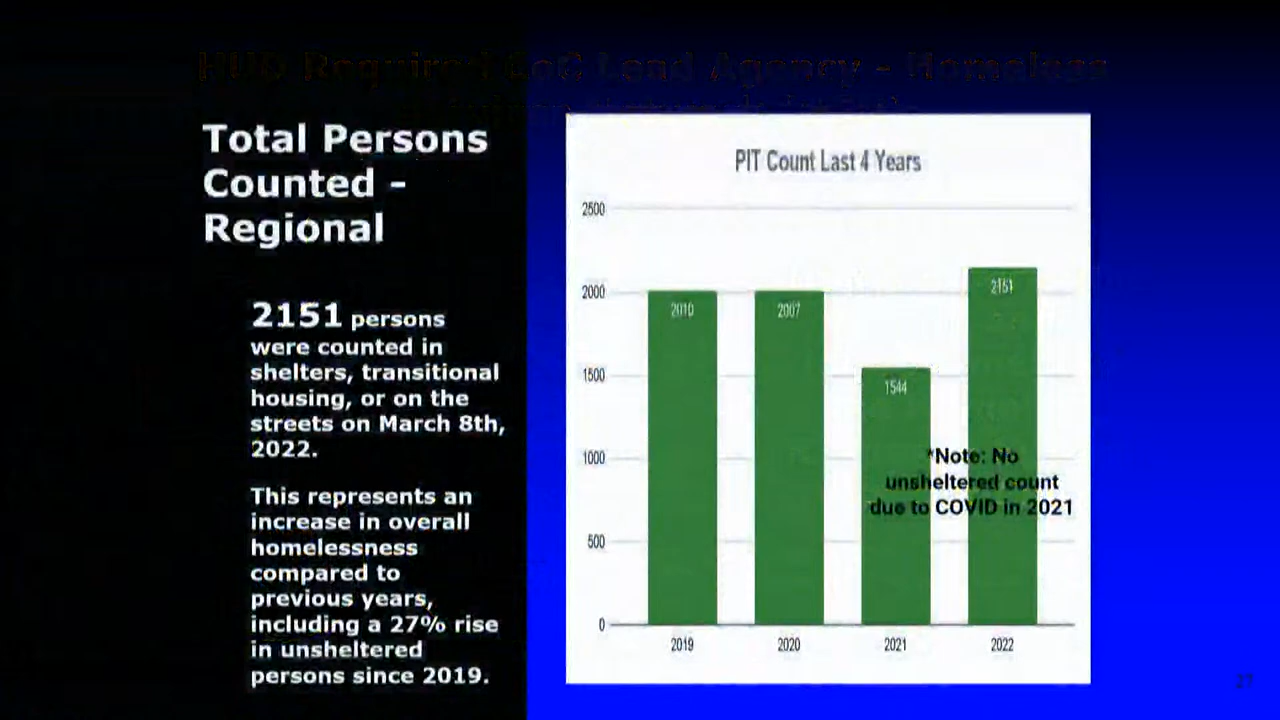 HUD Required CoC Lead Agency - Homeless
Total Persons
Counted -
Regional
2151 persons
were counted in
shelters, transitional
housing, or on the
streets on March 8th,
2022.
This represents an
increase in overall
homelessness
compared to
previous years,
including a 27% rise
in unsheltered
persons since 2019.
PIT Count Last 4 Years
2500
2000
1500
1000
500
0
2010
2007
1544
2151
*Note: No
unsheltered count
due to COVID in 2021
2019
2020
2021
2022
27